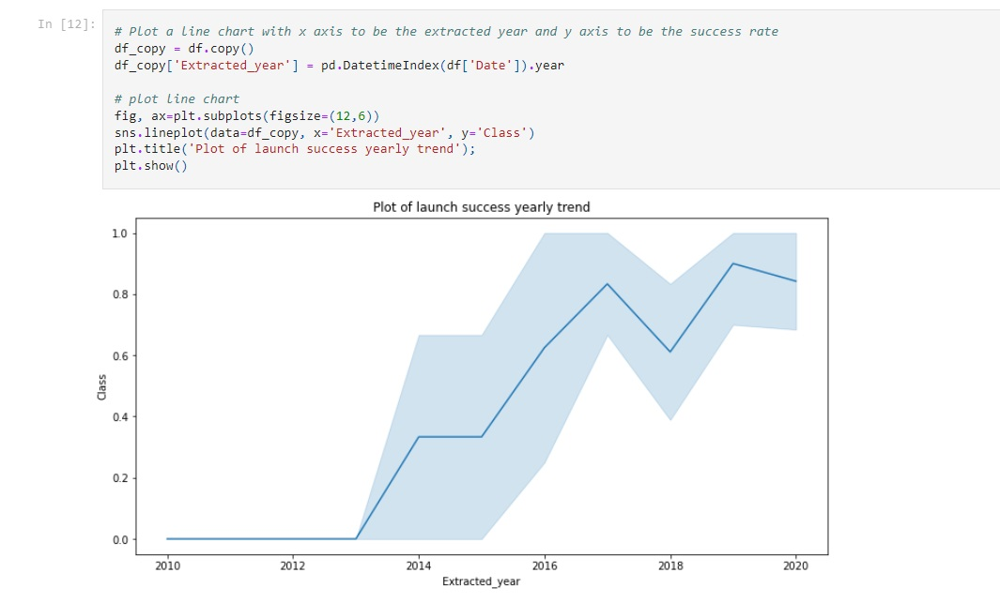 In [12]:
# Plot a line chart with x axis to be the extracted year and y axis to be the success rate
df_copy = df.copy()
df_copy['Extracted_year'] = pd.DatetimeIndex(df['Date']).year
# plot line chart
fig, ax=plt.subplots(figsize=(12,6))
sns.lineplot(data=df_copy, x='Extracted_year', y='Class')
plt.title('Plot of launch success yearly trend');
plt.show()
Plot of launch success yearly trend
1.0
0.8
0.6
0.4
0.2
0.0
Class
2010 2012 2014 2016 2018 2020
Extracted_year